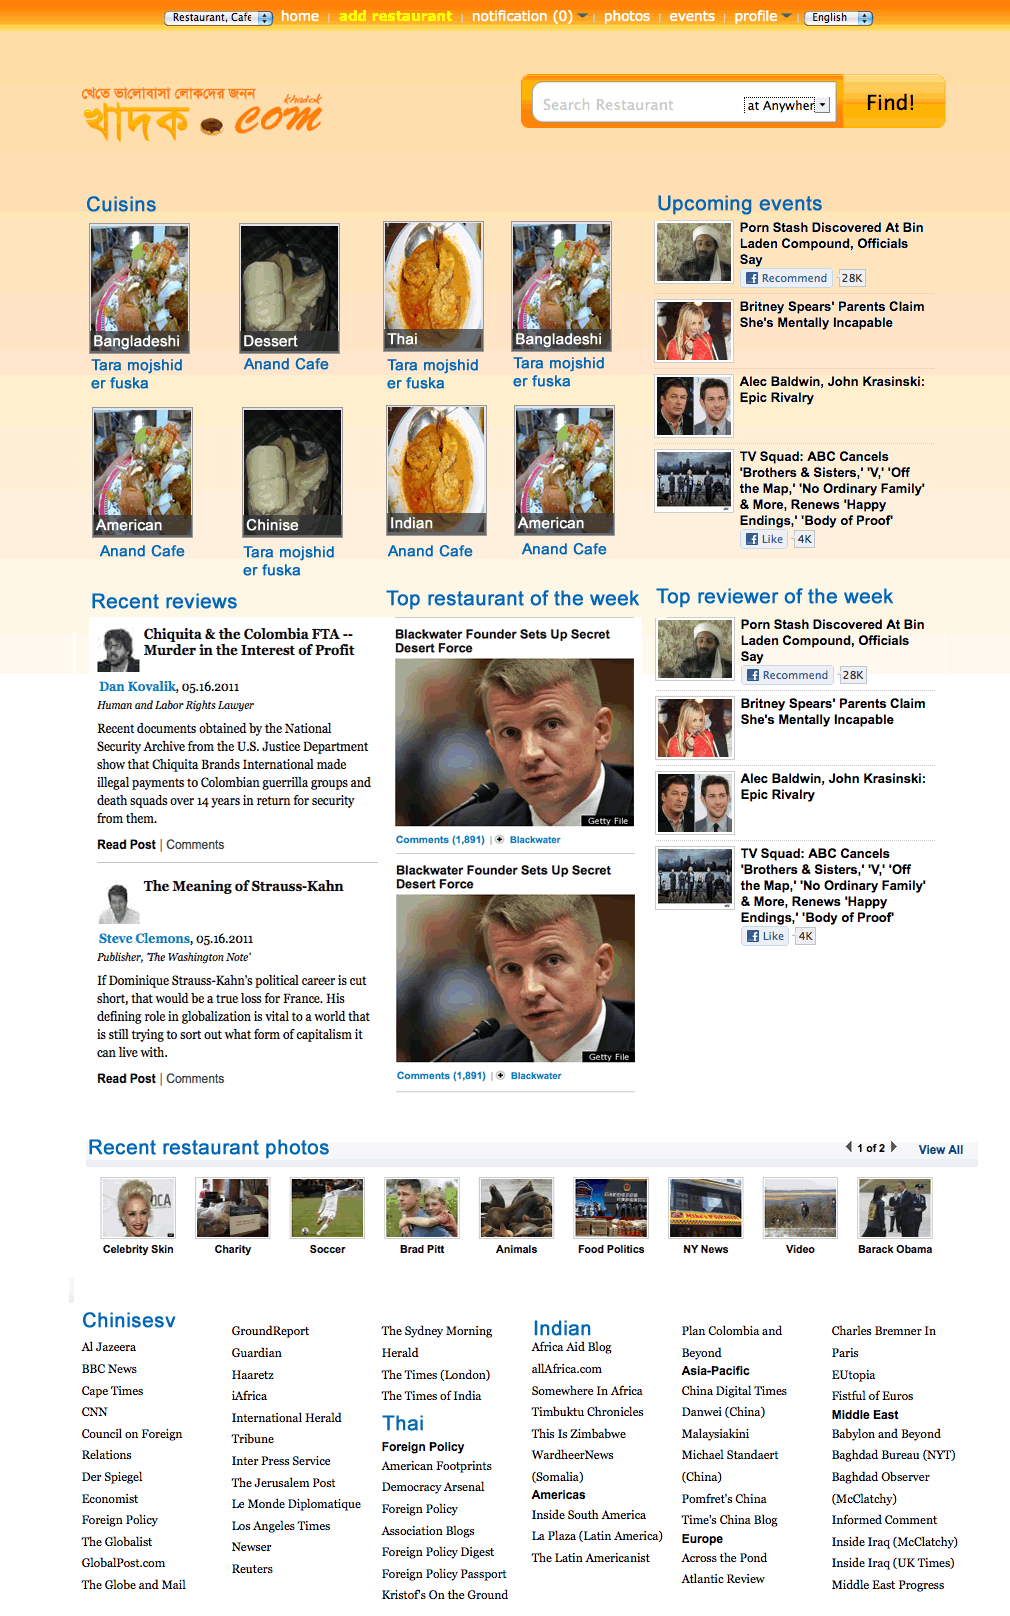 Restaurant, Cafe
home | add restaurant | notification (0) | photos | events | profile | English
খেতে ভালোবাসা লোকদের জনন
khadok
খাদক.com
Search Restaurant
at Anywher
Find!
Cuisins
Bangladeshi
Tara mojshid
er fuska
Dessert
Anand Cafe
Thai
Tara mojshid
er fuska
Bangladeshi
Tara mojshid
er fuska
American
Anand Cafe
Chinise
Tara mojshid
er fuska
Indian
Anand Cafe
American
Anand Cafe
Upcoming events
Porn Stash Discovered At Bin
Laden Compound, Officials
Say
Recommend 28K
Britney Spears' Parents Claim
She's Mentally Incapable
Alec Baldwin, John Krasinski:
Epic Rivalry
TV Squad: ABC Cancels
'Brothers & Sisters,' 'V,' 'Off
the Map,' 'No Ordinary Family'
& More, Renews 'Happy
Endings,' 'Body of Proof'
Like 4K
Recent reviews
Chiquita & the Colombia FTA --
Murder in the Interest of Profit
Dan Kovalik, 05.16.2011
Human and Labor Rights Lawyer
Recent documents obtained by the National
Security Archive from the U.S. Justice Department
show that Chiquita Brands International made
illegal payments to Colombian guerrilla groups and
death squads over 14 years in return for security
from them.
Read Post | Comments
The Meaning of Strauss-Kahn
Steve Clemons, 05.16.2011
Publisher, 'The Washington Note'
If Dominique Strauss-Kahn's political career is cut
short, that would be a true loss for France. His
defining role in globalization is vital to a world that
is still trying to sort out what form of capitalism it
can live with.
Read Post | Comments
Top restaurant of the week
Blackwater Founder Sets Up Secret
Desert Force
Getty File
Comments (1,891) | Blackwater
Blackwater Founder Sets Up Secret
Desert Force
Getty File
Comments (1,891) | Blackwater
Top reviewer of the week
Porn Stash Discovered At Bin
Laden Compound, Officials
Say
Recommend 28K
Britney Spears' Parents Claim
She's Mentally Incapable
Alec Baldwin, John Krasinski:
Epic Rivalry
TV Squad: ABC Cancels
'Brothers & Sisters,' 'V,' 'Off
the Map,' 'No Ordinary Family'
& More, Renews 'Happy
Endings,' 'Body of Proof'
Like 4K
Recent restaurant photos
1 of 2
View All
Celebrity Skin
Charity
Soccer
Brad Pitt
Animals
Food Politics
NY News
Video
Barack Obama
Chinisesv
Al Jazeera
BBC News
Cape Times
CNN
Council on Foreign
Relations
Der Spiegel
Economist
Foreign Policy
The Globalist
GlobalPost.com
The Globe and Mail
GroundReport
Guardian
Haaretz
iAfrica
International Herald
Tribune
Inter Press Service
The Jerusalem Post
Le Monde Diplomatique
Los Angeles Times
Newser
Reuters
The Sydney Morning
Herald
The Times (London)
The Times of India
Thai
Foreign Policy
American Footprints
Democracy Arsenal
Foreign Policy
Association Blogs
Foreign Policy Digest
Foreign Policy Passport
Kristof's On the Ground
Indian
Africa Aid Blog
allAfrica.com
Somewhere In Africa
Timbuktu Chronicles
This Is Zimbabwe
WardheerNews
(Somalia)
Americas
Inside South America
La Plaza (Latin America)
The Latin Americanist
Plan Colombia and
Beyond
Asia-Pacific
China Digital Times
Danwei (China)
Malaysiakini
Michael Standaert
(China)
Pomfret's China
Time's China Blog
Europe
Across the Pond
Atlantic Review
Charles Bremner In
Paris
EUtopia
Fistful of Euros
Middle East
Babylon and Beyond
Baghdad Bureau (NYT)
Baghdad Observer
(McClatchy)
Informed Comment
Inside Iraq (McClatchy)
Inside Iraq (UK Times)
Middle East Progress